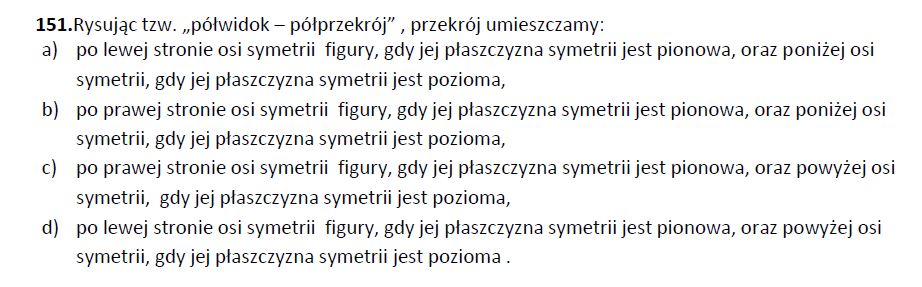 151.Rysując tzw. „półwidok – półprzekrój” , przekrój umieszczamy:
a) po lewej stronie osi symetrii figury, gdy jej płaszczyzna symetrii jest pionowa, oraz poniżej osi
symetrii, gdy jej płaszczyzna symetrii jest pozioma,
b) po prawej stronie osi symetrii figury, gdy jej płaszczyzna symetrii jest pionowa, oraz poniżej osi
symetrii, gdy jej płaszczyzna symetrii jest pozioma,
c) po prawej stronie osi symetrii figury, gdy jej płaszczyzna symetrii jest pionowa, oraz powyżej osi
symetrii, gdy jej płaszczyzna symetrii jest pozioma,
d) po lewej stronie osi symetrii figury, gdy jej płaszczyzna symetrii jest pionowa, oraz powyżej osi
symetrii, gdy jej płaszczyzna symetrii jest pozioma .